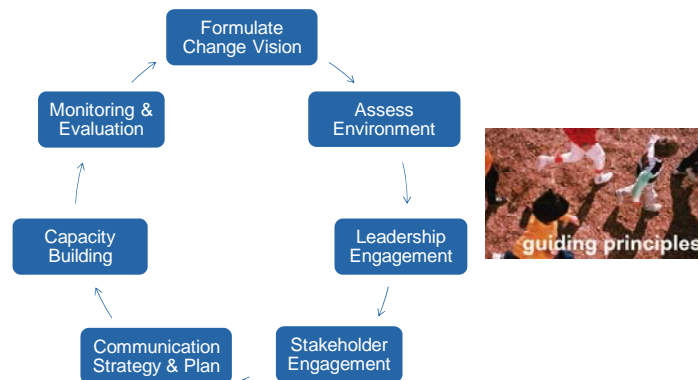 Formulate
Change Vision
Monitoring &
Evaluation
Assess
Environment
Capacity
Building
Leadership
Engagement
guiding principles
Communication
Strategy & Plan
Stakeholder
Engagement